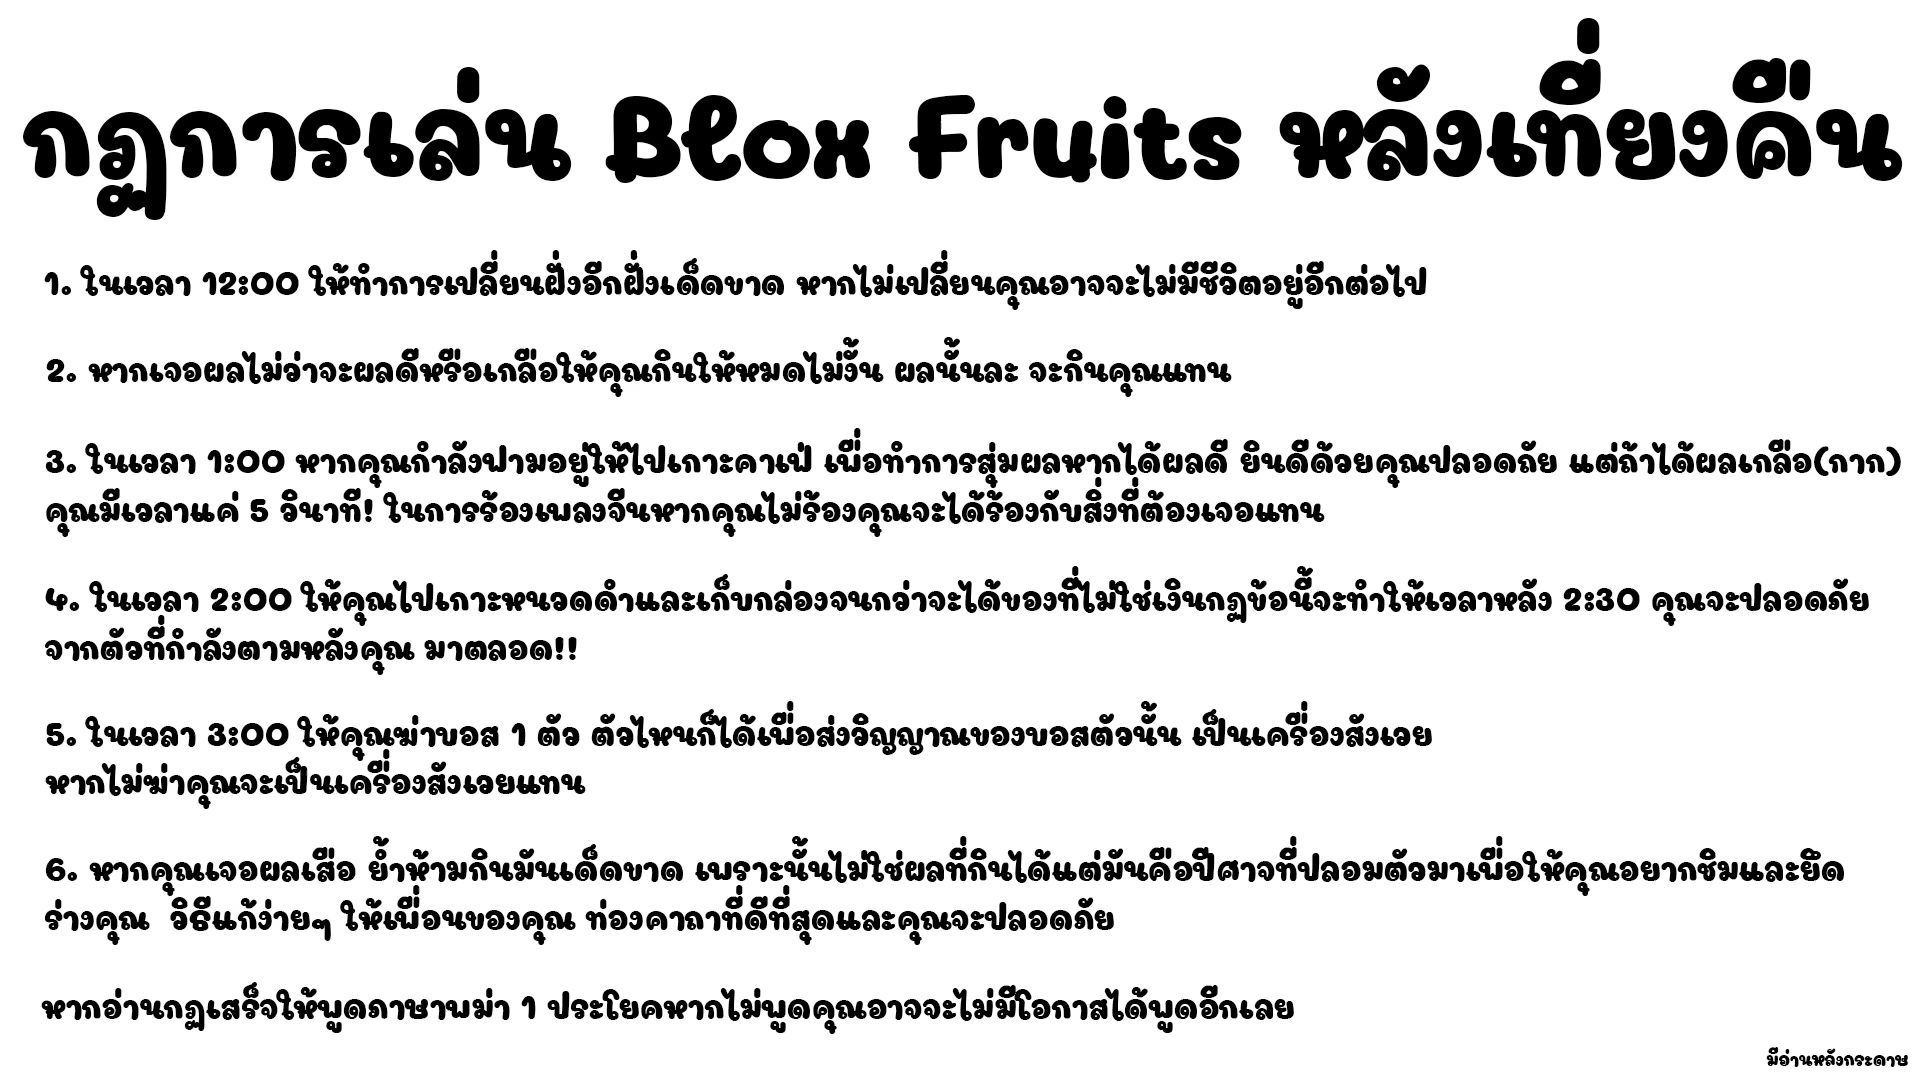 กฏการเล่น Blox Fruits หลังเที่ยงคืน
1. ในเวลา 12:00 ให้ทำการเปลี่ยนฝั่งอีกฝั่งเด็ดขาด หากไม่เปลี่ยนคุณอาจจะไม่มีชีวิตอยู่อีกต่อไป
2. หากเจอผลไม่ว่าจะผลดีหรือเกลือให้คุณกินให้หมดไม่งั้น ผลนั้นละ จะกินคุณแทน
3. ในเวลา 1:00 หากคุณกำลังฟามอยู่ให้ไปเกาะคาเฟ่ เพื่อทำการสุ่มผลหากได้ผลดี ยินดีด้วยคุณปลอดถัย แต่ถ้าได้ผลเกลือ(กาก)
คุณมีเวลาแค่ 5 วินาที! ในการร้องเพลงจีนหากคุณไม่ร้องคุณจะได้ร้องกับสิ่งที่ต้องเจอแทน
4. ในเวลา 2:00 ให้คุณไปเกาะหนวดดำและเก็บกล่องจนกว่าจะได้ของที่ไม่ใช่เงินกฏข้อนี้จะทำให้เวลาหลัง 2:30 คุณจะปลอดภัย
จากตัวที่กำลังตามหลังคุณ มาตลอด!!
5. ในเวลา 3:00 ให้คุณฆ่าบอส 1 ตัว ตัวไหนก็ได้เพื่อส่งวิญญาณของบอสตัวนั้น เป็นเครื่องสังเวย
หากไม่ฆ่าคุณจะเป็นเครื่องสังเวยแทน
6. หากคุณเจอผลเสือ ย้ำห้ามกินมันเด็ดขาด เพราะนั้นไม่ใช่ผลที่กินได้แต่มันคือปีศาจที่ปลอมตัวมาเพื่อให้คุณอยากชิมและยึด
ร่างคุณ วิธีแก้ง่ายๆ ให้เพื่อนของคุณ ท่องคาถาที่ดีที่สุดและคุณจะปลอดภัย
หากอ่านกฏเสร็จให้พูดภาษาพม่า 1 ประโยคหากไม่พูดคุณอาจจะไม่มีโอกาสได้พูดอีกเลย
มีอ่านหลังกระดาษ